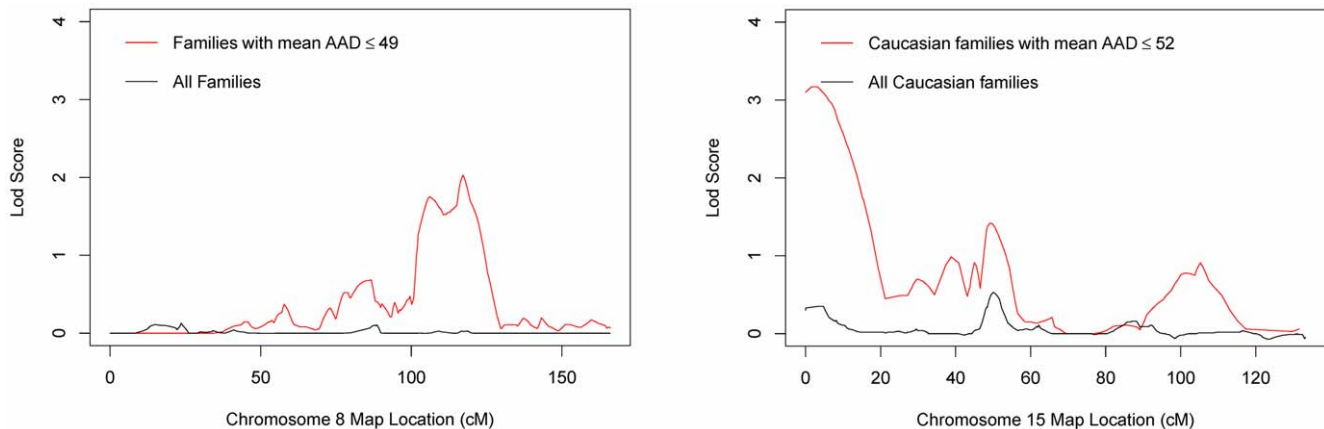 Families with mean AAD ≤ 49
All Families
4
3
2
1
0
Lod Score
0 50 100 150
Chromosome 8 Map Location (cM)
Caucasian families with mean AAD ≤ 52
All Caucasian families
4
3
2
1
0
Lod Score
0 20 40 60 80 100 120
Chromosome 15 Map Location (cM)